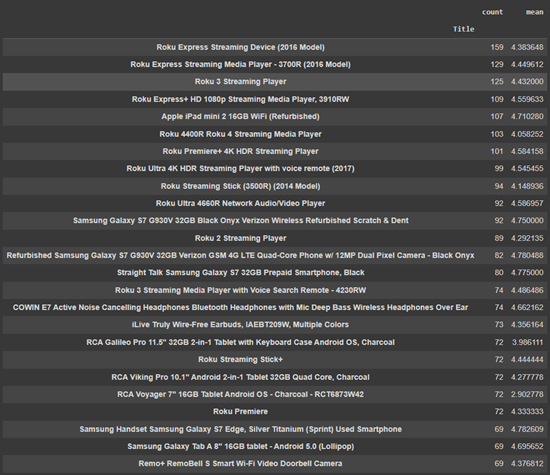 count mean
Title
Roku Express Streaming Device (2016 Model) 159 4.383648
Roku Express Streaming Media Player - 3700R (2016 Model) 129 4.449612
Roku 3 Streaming Player 125 4.432000
Roku Express+ HD 1080p Streaming Media Player, 3910RW 109 4.559633
Apple iPad mini 2 16GB WiFi (Refurbished) 107 4.710280
Roku 4400R Roku 4 Streaming Media Player 103 4.058252
Roku Premiere+ 4K HDR Streaming Player 101 4.584158
Roku Ultra 4K HDR Streaming Player with voice remote (2017) 99 4.545455
Roku Streaming Stick (3500R) (2014 Model) 94 4.148936
Roku Ultra 4660R Network Audio/Video Player 92 4.586957
Samsung Galaxy S7 G930V 32GB Black Onyx Verizon Wireless Refurbished Scratch & Dent 92 4.750000
Roku 2 Streaming Player 89 4.292135
Refurbished Samsung Galaxy S7 G930V 32GB Verizon GSM 4G LTE Quad-Core Phone w/ 12MP Dual Pixel Camera - Black Onyx 82 4.780488
Straight Talk Samsung Galaxy S7 32GB Prepaid Smartphone, Black 80 4.775000
Roku 3 Streaming Media Player with Voice Search Remote - 4230RW 74 4.486486
COWIN E7 Active Noise Cancelling Headphones Bluetooth Headphones with Mic Deep Bass Wireless Headphones Over Ear 74 4.662162
iLive Truly Wire-Free Earbuds, IAEBT209W, Multiple Colors 73 4.356164
RCA Galileo Pro 11.5" 32GB 2-in-1 Tablet with Keyboard Case Android OS, Charcoal 72 3.986111
Roku Streaming Stick+ 72 4.444444
RCA Viking Pro 10.1" Android 2-in-1 Tablet 32GB Quad Core, Charcoal 72 4.277778
RCA Voyager 7" 16GB Tablet Android OS - Charcoal - RCT6873W42 72 2.902778
Roku Premiere 72 4.333333
Samsung Handset Samsung Galaxy S7 Edge, Silver Titanium (Sprint) Used Smartphone 69 4.782609
Samsung Galaxy Tab A 8" 16GB tablet - Android 5.0 (Lollipop) 69 4.695652
Remo+ RemoBell S Smart Wi-Fi Video Doorbell Camera 69 4.376812